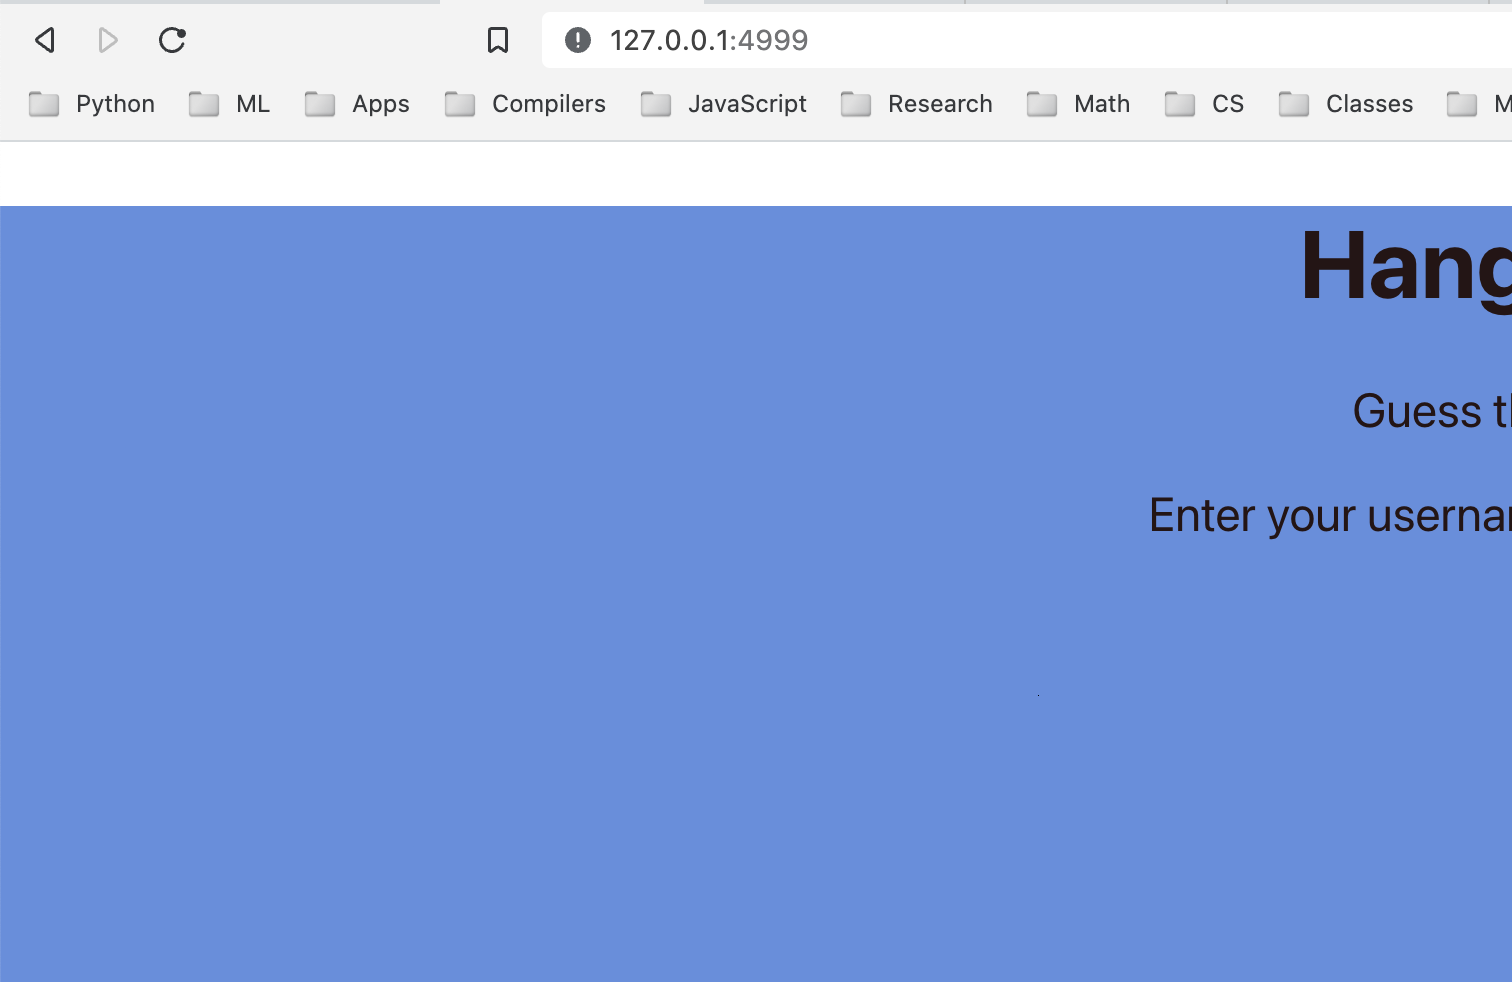 127.0.0.1:4999
Python ML Apps Compilers JavaScript Research Math CS Classes M
Hang
Guess t
Enter your userna